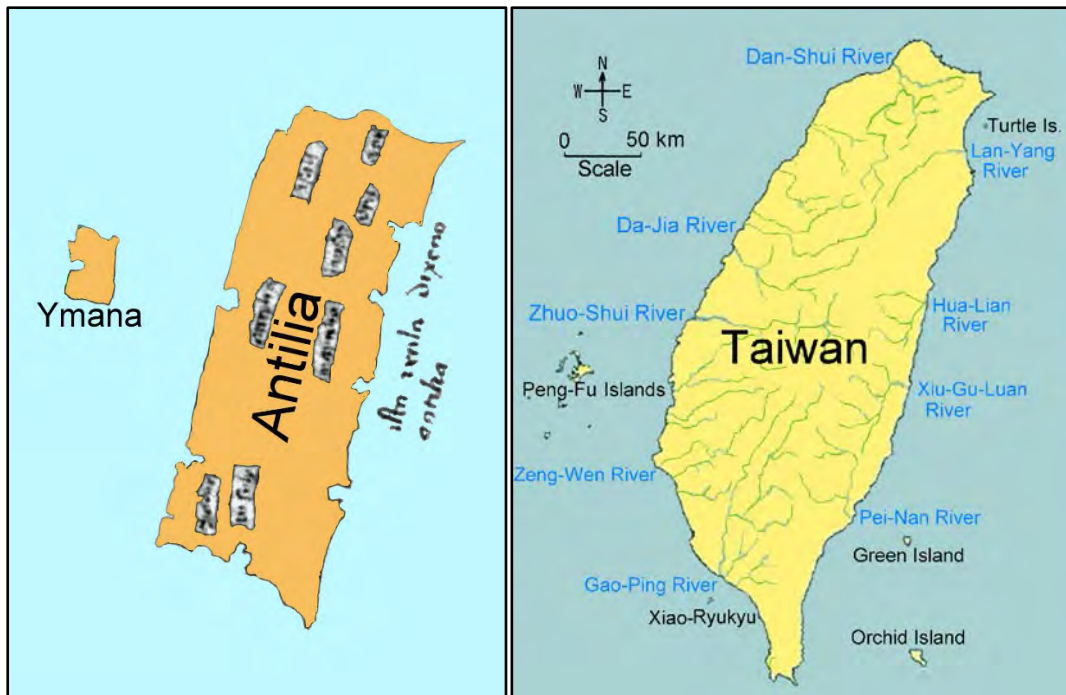 Ymana
Antilia
Dan-Shui River
N
W E
S
0 50 km
Scale
Turtle Is.
Lan-Yang
River
Da-Jia River
Zhuo-Shui River
Hua-Lian
River
Taiwan
Peng-Fu Islands
Xiu-Gu-Luan
River
Zeng-Wen River
Pei-Nan River
Green Island
Gao-Ping River
Xiao-Ryukyu
Orchid Island